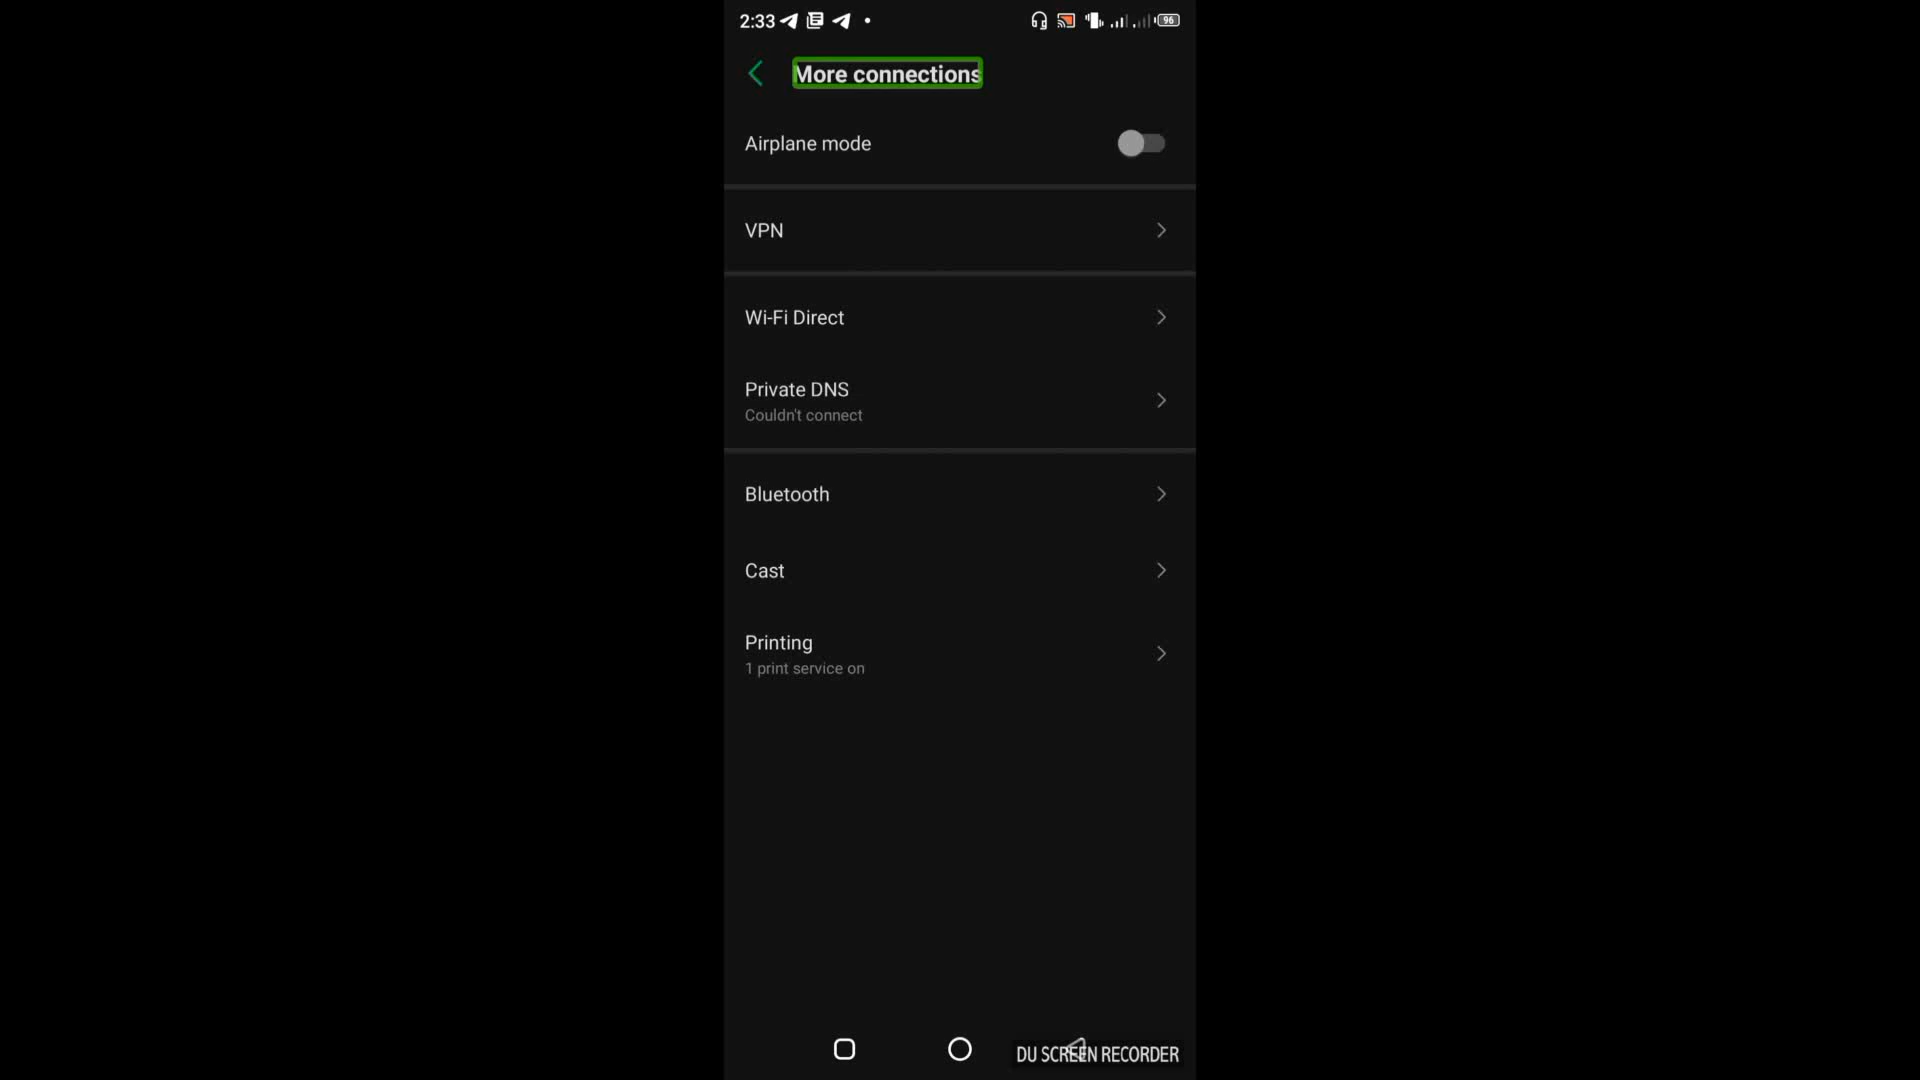 2:33
96
More connections
Airplane mode
VPN
Wi-Fi Direct
Private DNS
Couldn't connect
Bluetooth
Cast
Printing
1 print service on
DU SCREEN RECORDER